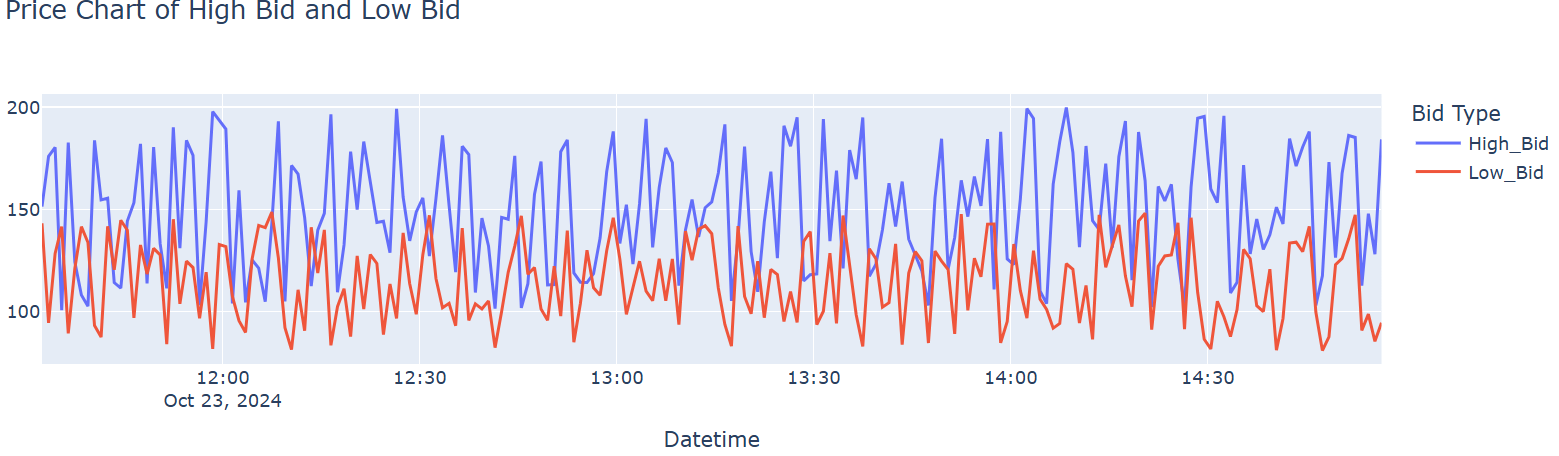 Price Chart of High Bid and Low Bid
200
150
100
12:00
Oct 23, 2024
12:30
13:00
13:30
14:00
14:30
Datetime
Bid Type
High_Bid
Low_Bid